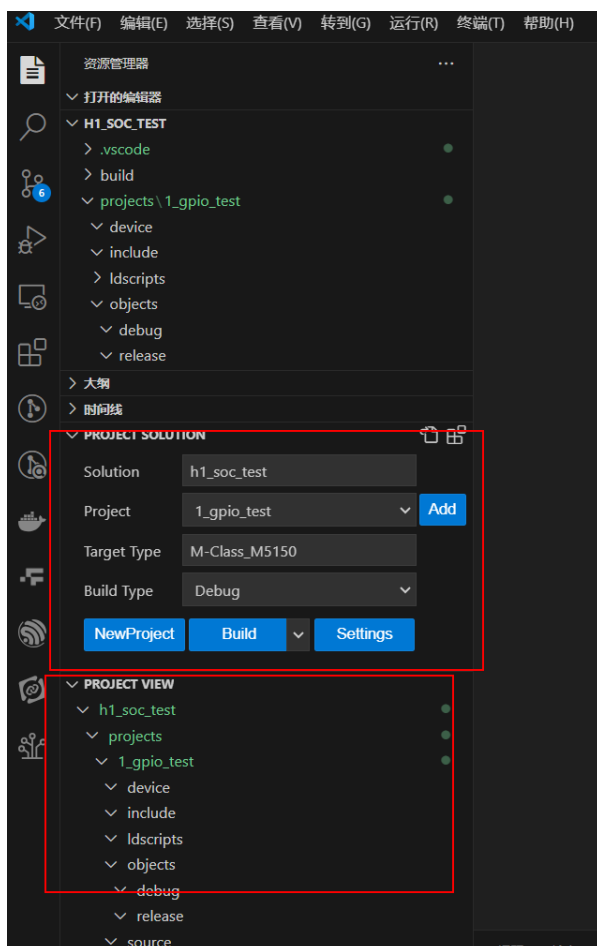 文件(F) 编辑(E) 选择(S) 查看(V) 转到(G) 运行(R) 终端(T) 帮助(H)
资源管理器
打开的编辑器
H1_SOC_TEST
.vscode
build
projects\1_gpio_test
device
include
ldscripts
objects
debug
release
大纲
时间线
PROJECT SOLUTION
Solution h1_soc_test
Project 1_gpio_test Add
Target Type M-Class_M5150
Build Type Debug
NewProject Build Settings
PROJECT VIEW
h1_soc_test
projects
1_gpio_test
device
include
ldscripts
objects
debug
release
source
6